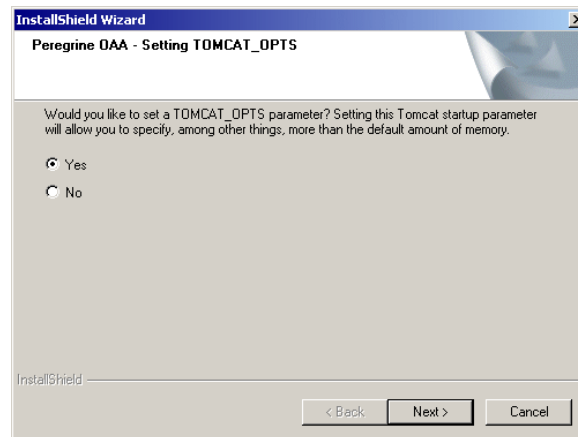 InstallShield Wizard
Peregrine OAA - Setting TOMCAT_OPTS
Would you like to set a TOMCAT_OPTS parameter? Setting this Tomcat startup parameter
will allow you to specify, among other things, more than the default amount of memory.
Yes
No
InstallShield
< Back Next > Cancel